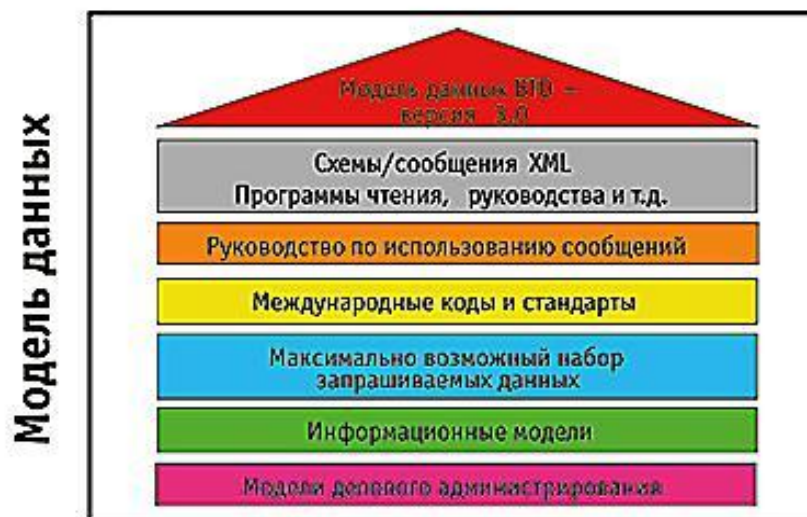 Модель данных
Модель данных ВТО –
версия 3.0
Схемы/сообщения XML
Программы чтения, руководства и т.д.
Руководство по использованию сообщений
Международные коды и стандарты
Максимально возможный набор
запрашиваемых данных
Информационные модели
Модели делового администрирования